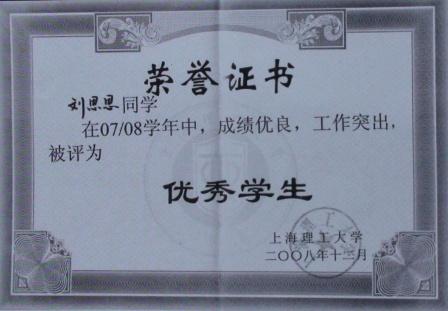 荣誉证书
刘思思同学
在07/08学年中，成绩优良，工作突出，
被评为
优秀学生
上海理工大学
二〇〇八年十二月